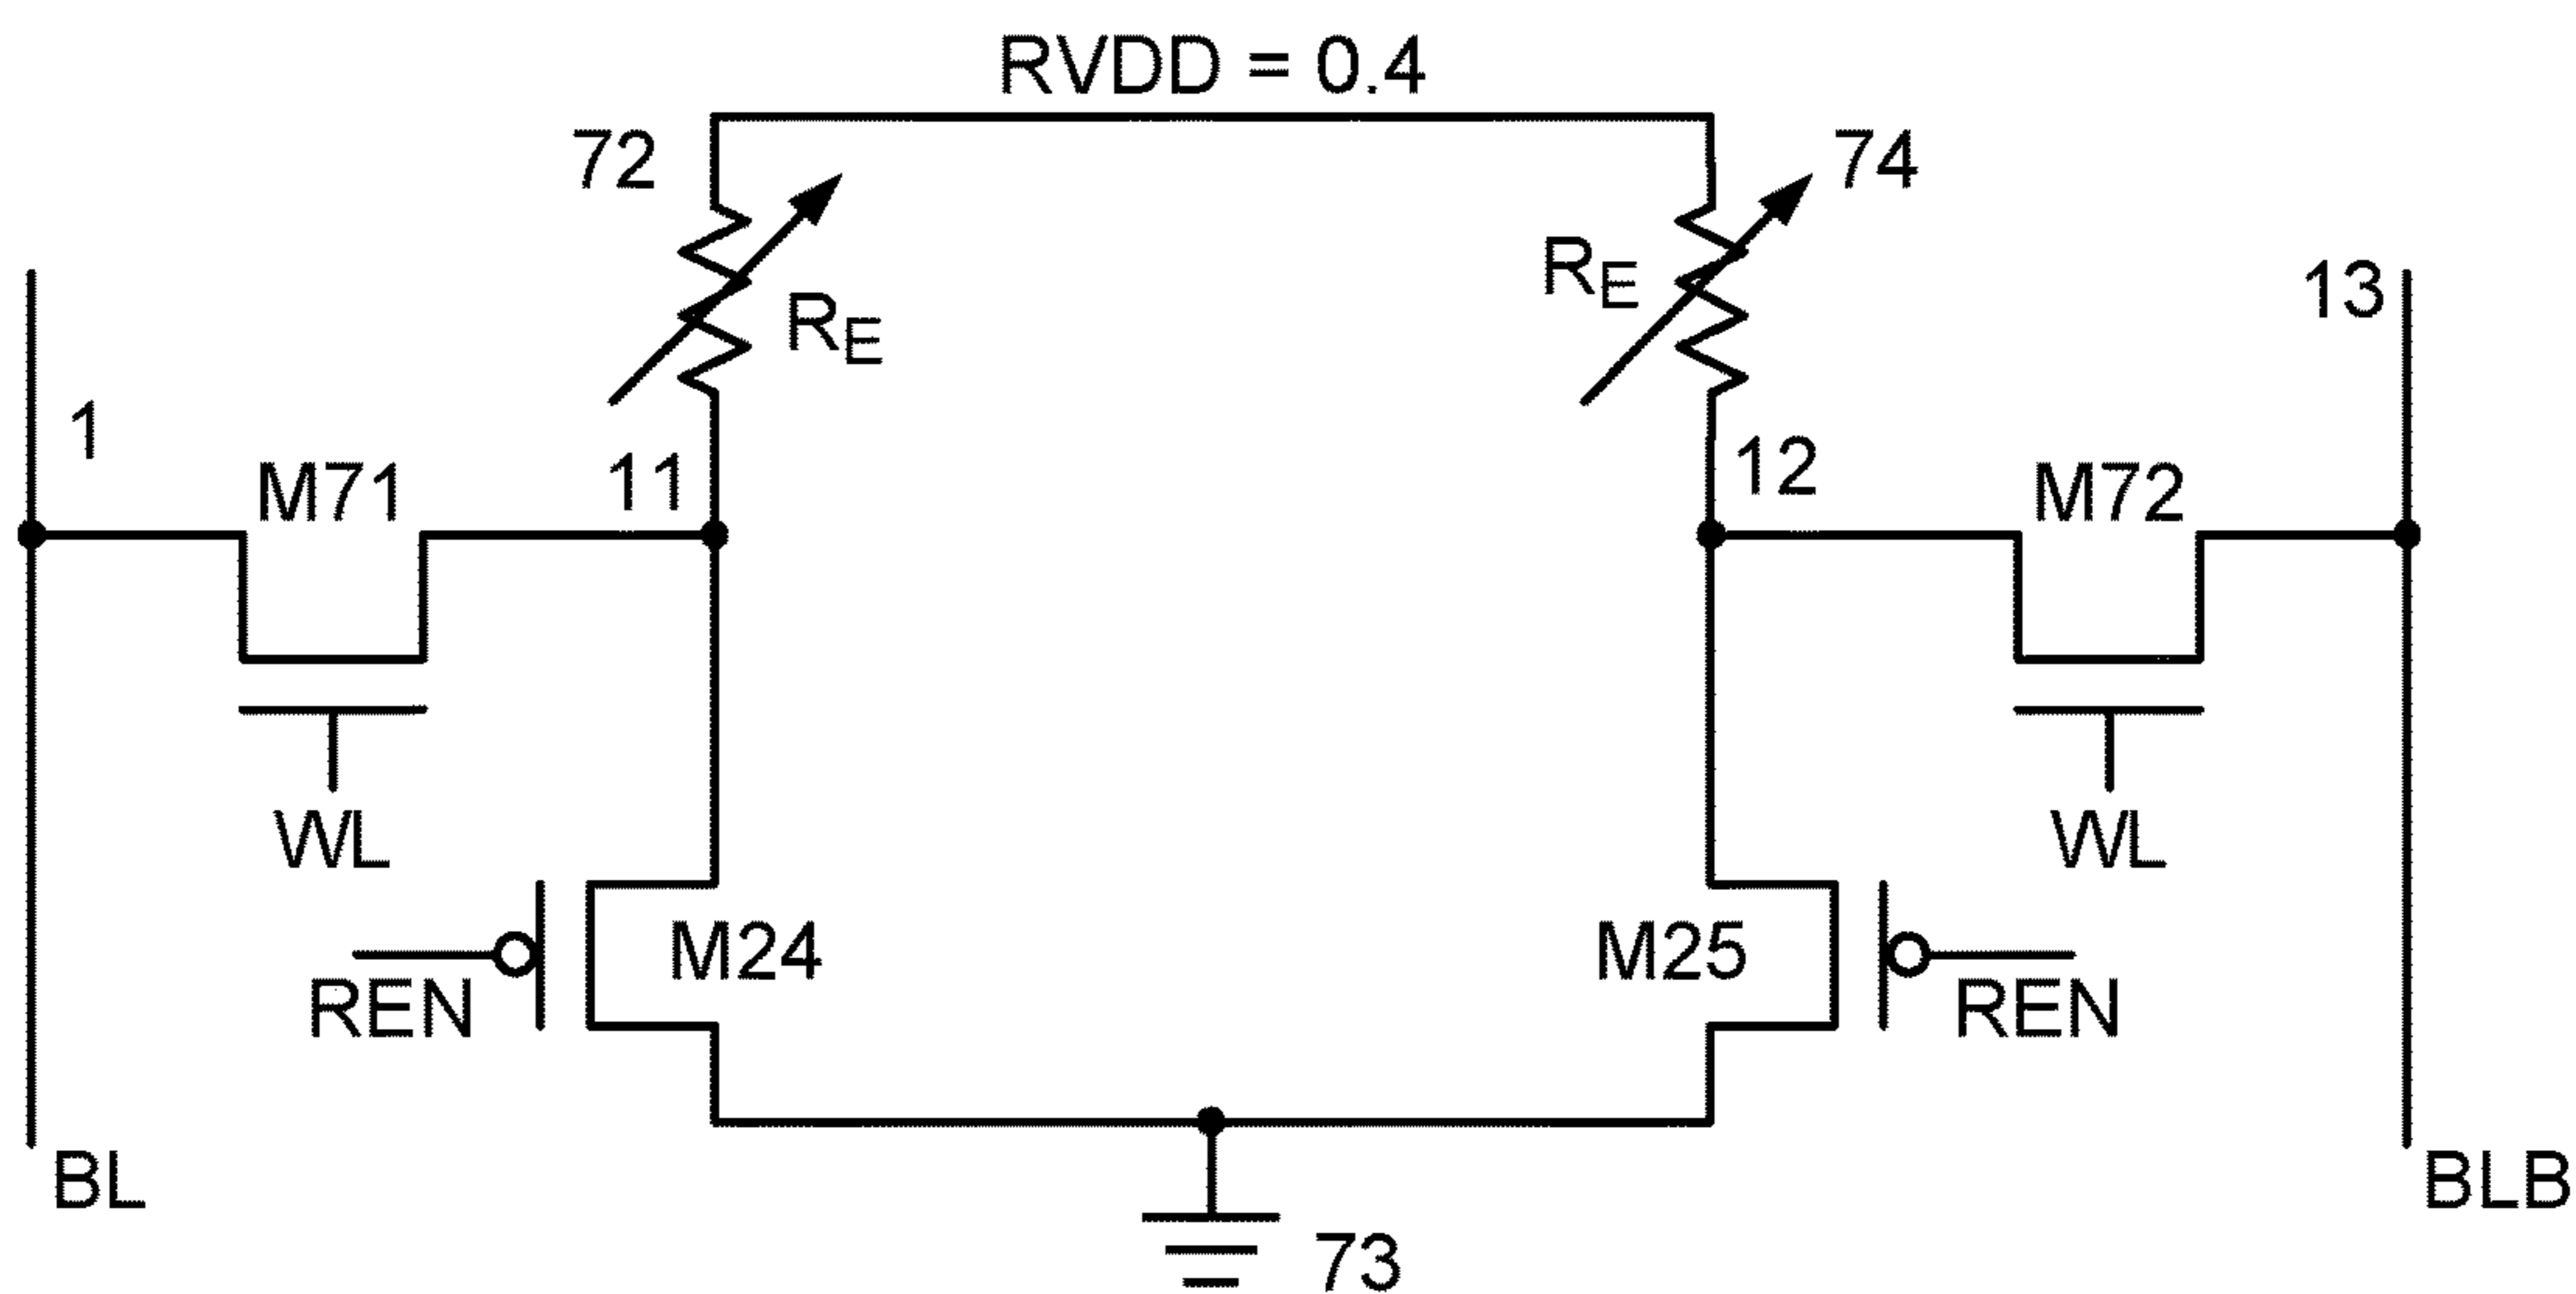 RVDD = 0.4
72
74
RE
RE
13
1
M71
11
12
M72
WL
WL
M24
M25
REN
REN
BL
BLB
73